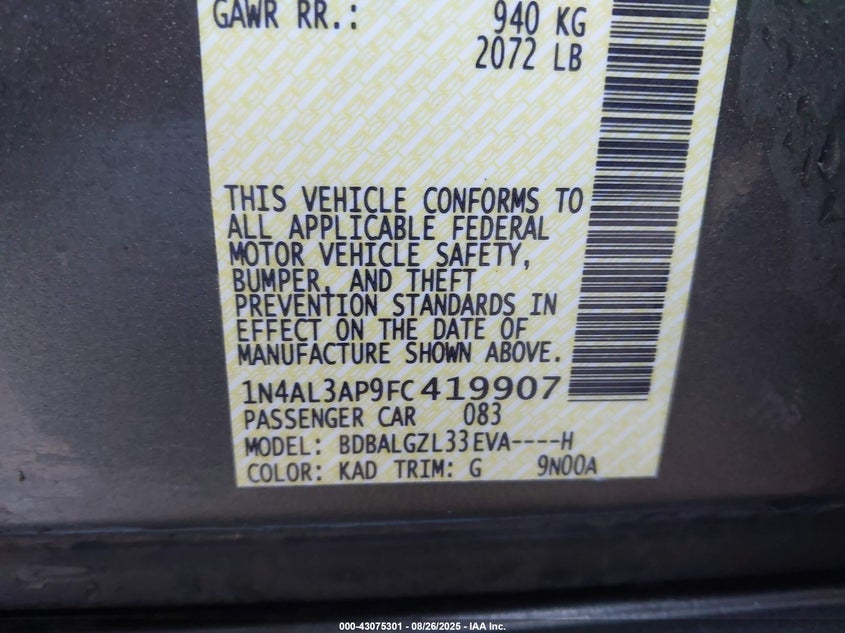 GAWR RR.: 940 KG
2072 LB
THIS VEHICLE CONFORMS TO
ALL APPLICABLE FEDERAL
MOTOR VEHICLE SAFETY,
BUMPER, AND THEFT
PREVENTION STANDARDS IN
EFFECT ON THE DATE OF
MANUFACTURE SHOWN ABOVE.
1N4AL3AP9FC419907
PASSENGER CAR 083
MODEL: BDBALGZL33EVA----H
COLOR: KAD TRIM: G 9N00A
000-43075301 - 08/26/2025 - IAA Inc.